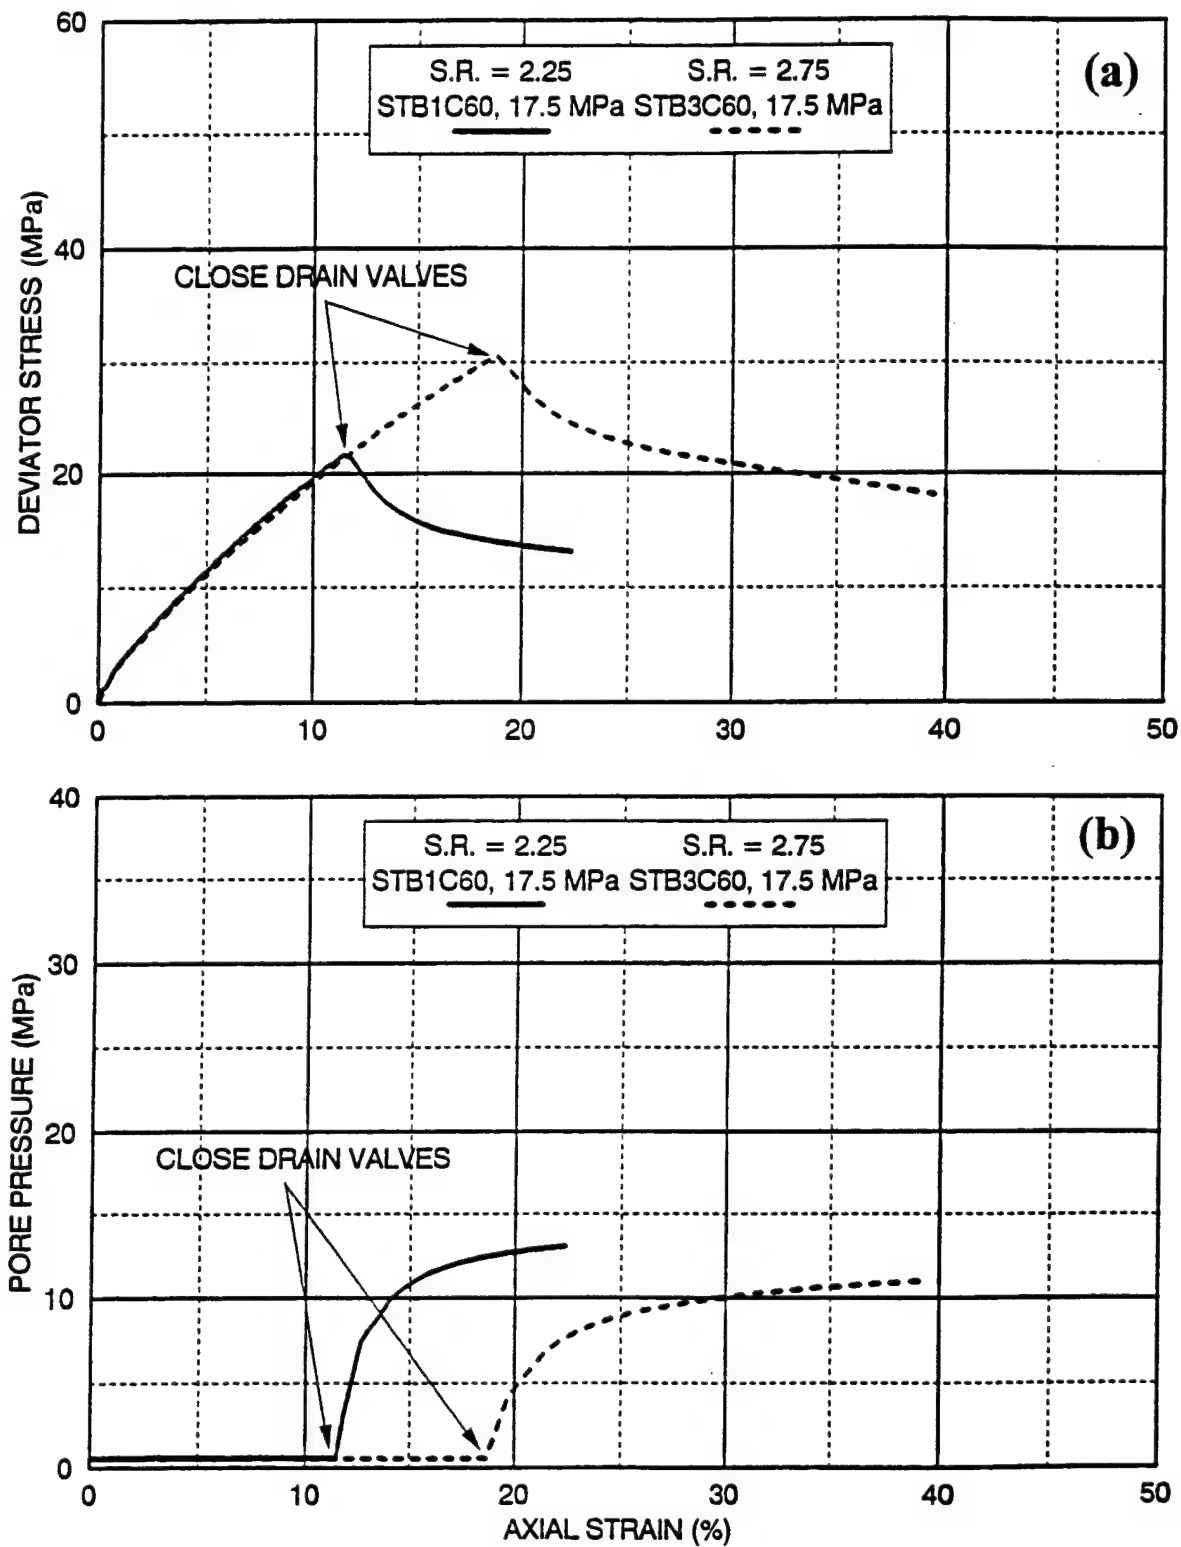 60
S.R. = 2.25 S.R. = 2.75
(a)
STB1C60, 17.5 MPa STB3C60, 17.5 MPa
DEVIATOR STRESS (MPa)
40
CLOSE DRAIN VALVES
20
0
0 10 20 30 40 50
40
S.R. = 2.25 S.R. = 2.75
(b)
STB1C60, 17.5 MPa STB3C60, 17.5 MPa
30
PORE PRESSURE (MPa)
20
CLOSE DRAIN VALVES
10
0
0 10 20 30 40 50
AXIAL STRAIN (%)